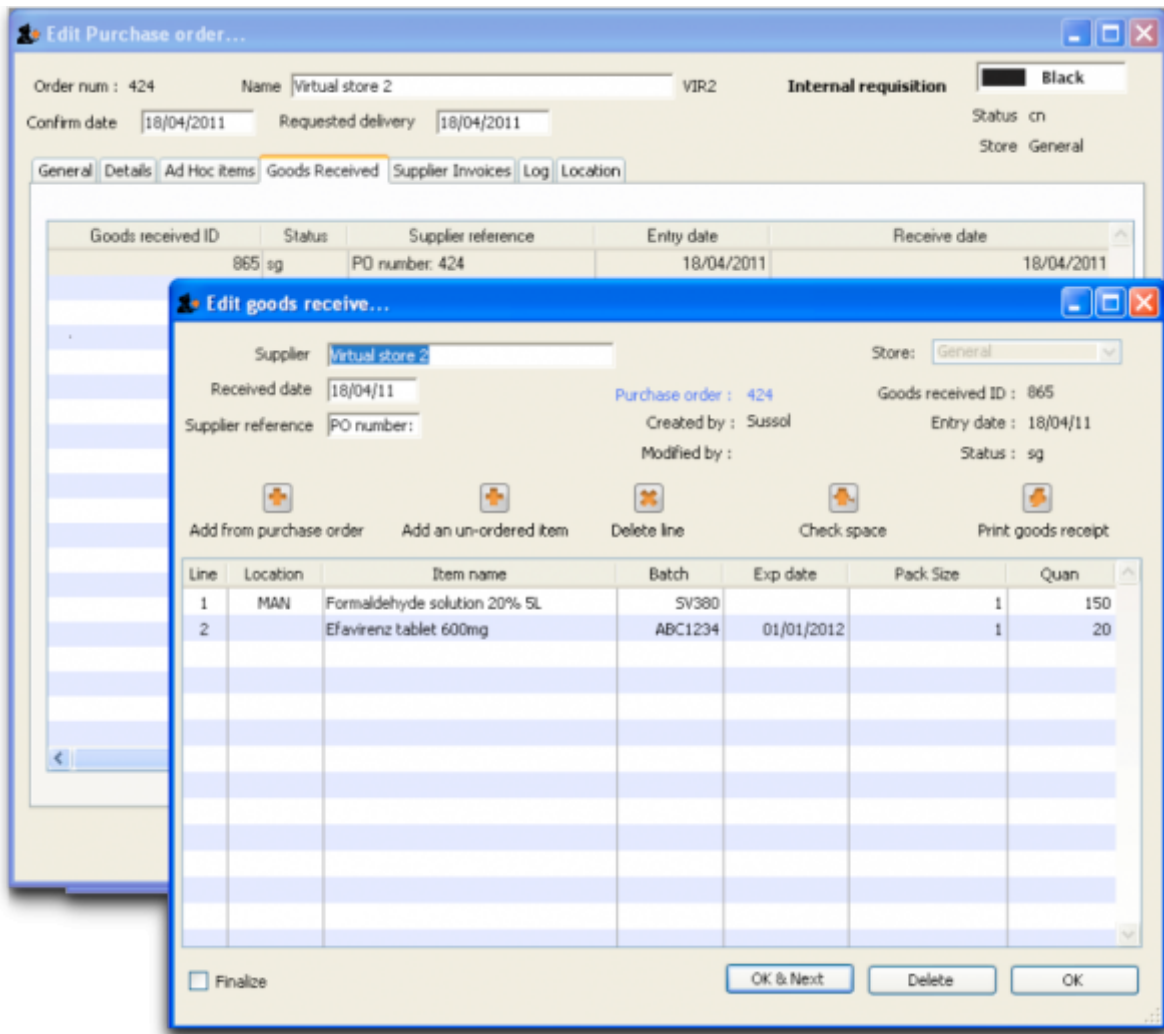 Edit Purchase order...
Order num : 424 Name Virtual store 2 VIR2 Internal requisition Black
Confirm date 18/04/2011 Requested delivery 18/04/2011 Status cn
Store General
General Details Ad Hoc items Goods Received Supplier Invoices Log Location
Goods received ID Status Supplier reference Entry date Receive date
865 sg PO number: 424 18/04/2011 18/04/2011
Edit goods receive...
Supplier Virtual store 2 Store: General
Received date 18/04/11 Purchase order : 424 Goods received ID : 865
Supplier reference PO number: Created by : Sussol Entry date : 18/04/11
Modified by : Status : sg
Add from purchase order Add an un-ordered item Delete line Check space Print goods receipt
Line Location Item name Batch Exp date Pack Size Quan
1 MAN Formaldehyde solution 20% 5L SV380 1 150
2 Efavirenz tablet 600mg ABC1234 01/01/2012 1 20
Finalize OK & Next Delete OK